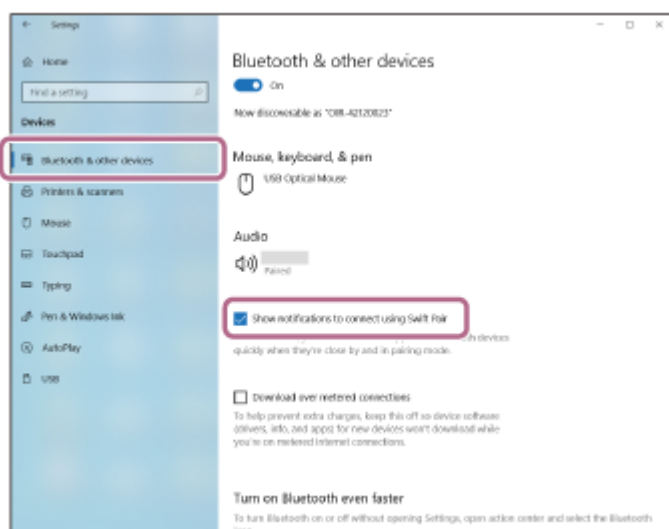 Settings
Home
Find a setting
Devices
Bluetooth & other devices
Printers & scanners
Mouse
Touchpad
Typing
Pen & Windows Ink
AutoPlay
USB
Bluetooth & other devices
On
Now discoverable as
Mouse, keyboard, & pen
USB Optical Mouse
Audio
Paired
Show notifications to connect using Swift Pair
devices
quickly when they're close by and in pairing mode.
Download over metered connections
To help prevent extra charges, keep this off so device software
(drivers, info, and apps) for new devices won't download while
you're on metered Internet connections.
Turn on Bluetooth even faster
To turn Bluetooth on or off without opening Settings, open action center and select the Bluetooth